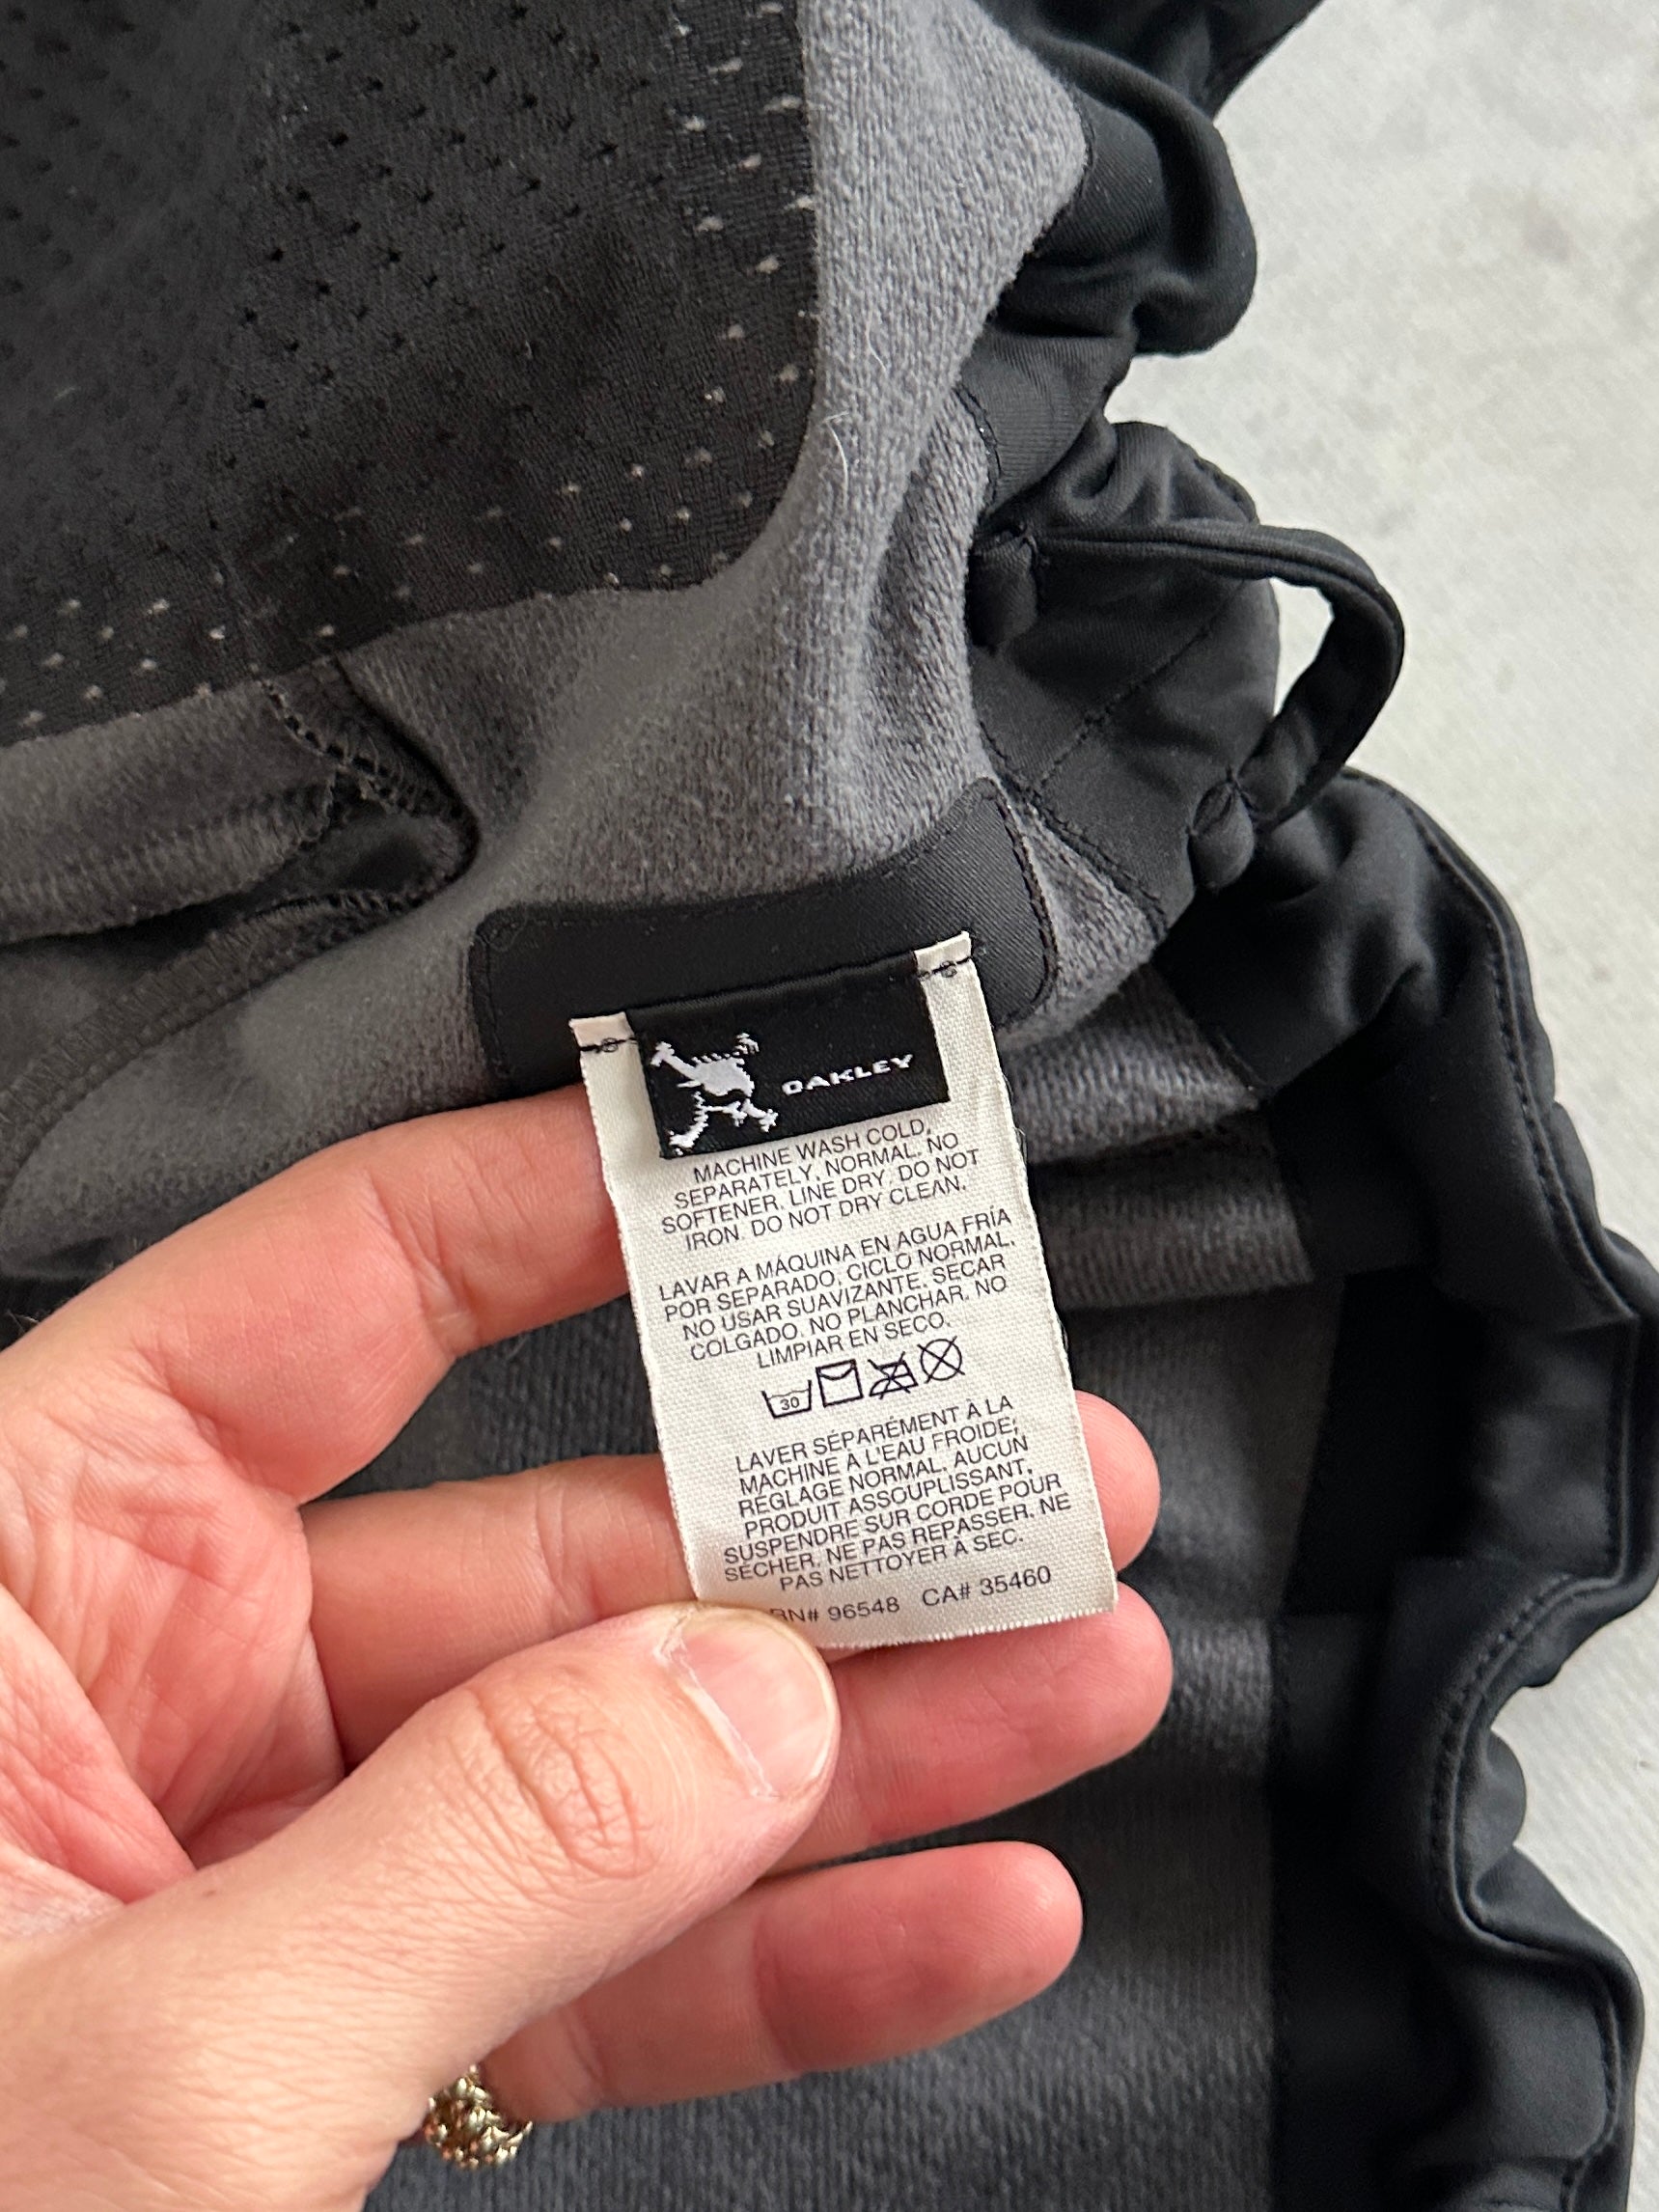 OAKLEY
MACHINE WASH COLD,
SEPARATELY, NORMAL. NO
SOFTENER. LINE DRY. DO NOT
IRON. DO NOT DRY CLEAN.
LAVAR A MÁQUINA EN AGUA FRÍA
POR SEPARADO, CICLO NORMAL.
NO USAR SUAVIZANTE. SECAR
COLGADO. NO PLANCHAR. NO
LIMPIAR EN SECO.
30
LAVER SÉPARÉMENT À LA
MACHINE À L'EAU FROIDE;
RÉGLAGE NORMAL. AUCUN
PRODUIT ASSOUPLISSANT.
SUSPENDRE SUR CORDE POUR
SÉCHER. NE PAS REPASSER. NE
PAS NETTOYER À SEC.
RN# 96548 CA# 35460